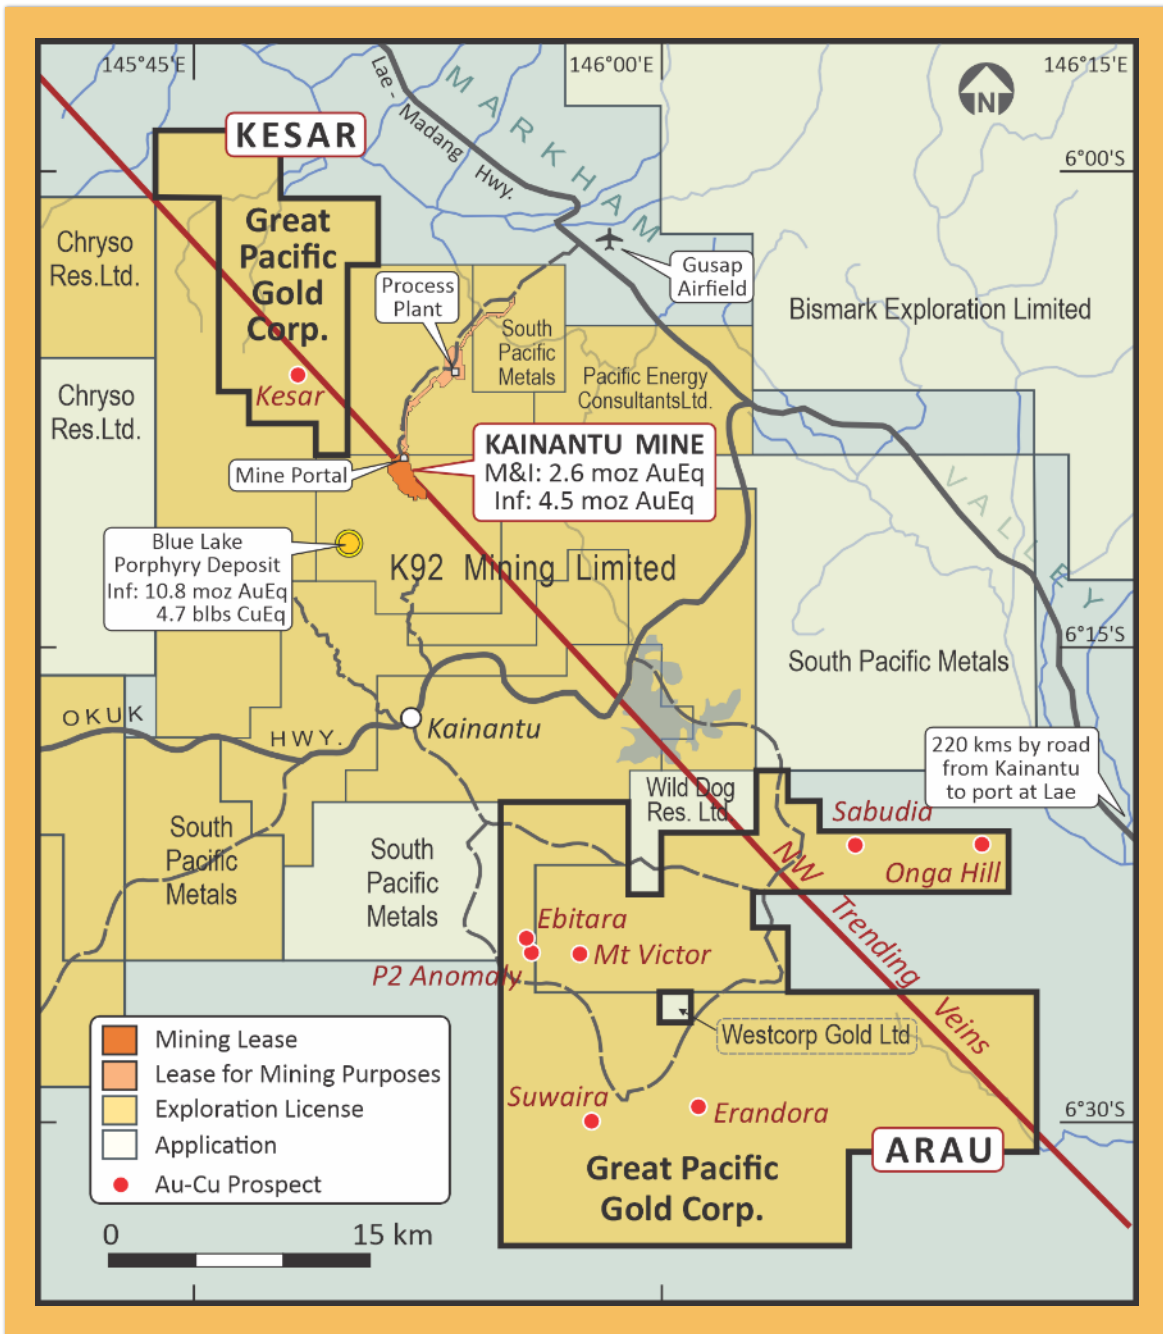 145°45'E
146°00'E
146°15'E
N
Lae - Madang Hwy.
MARKHAM
KESAR
6°00'S
Great
Pacific
Gold
Corp.
Chryso
Res.Ltd.
Gusap
Airfield
Process
Plant
Bismark Exploration Limited
South
Pacific
Metals
Pacific Energy
ConsultantsLtd.
Kesar
Chryso
Res.Ltd.
KAINANTU MINE
M&I: 2.6 moz AuEq
Inf: 4.5 moz AuEq
Mine Portal
VALLEY
Blue Lake
Porphyry Deposit
Inf: 10.8 moz AuEq
4.7 blbs CuEq
K92 Mining Limited
6°15'S
South Pacific Metals
OKUK HWY.
Kainantu
220 kms by road
from Kainantu
to port at Lae
Wild Dog
Res. Ltd
Sabudia
Onga Hill
South
Pacific
Metals
South
Pacific
Metals
NW Trending Veins
Ebitara
Mt Victor
P2 Anomaly
Westcorp Gold Ltd
Suwaira
Erandora
6°30'S
ARAU
Great Pacific
Gold Corp.
Mining Lease
Lease for Mining Purposes
Exploration License
Application
Au-Cu Prospect
0 15 km